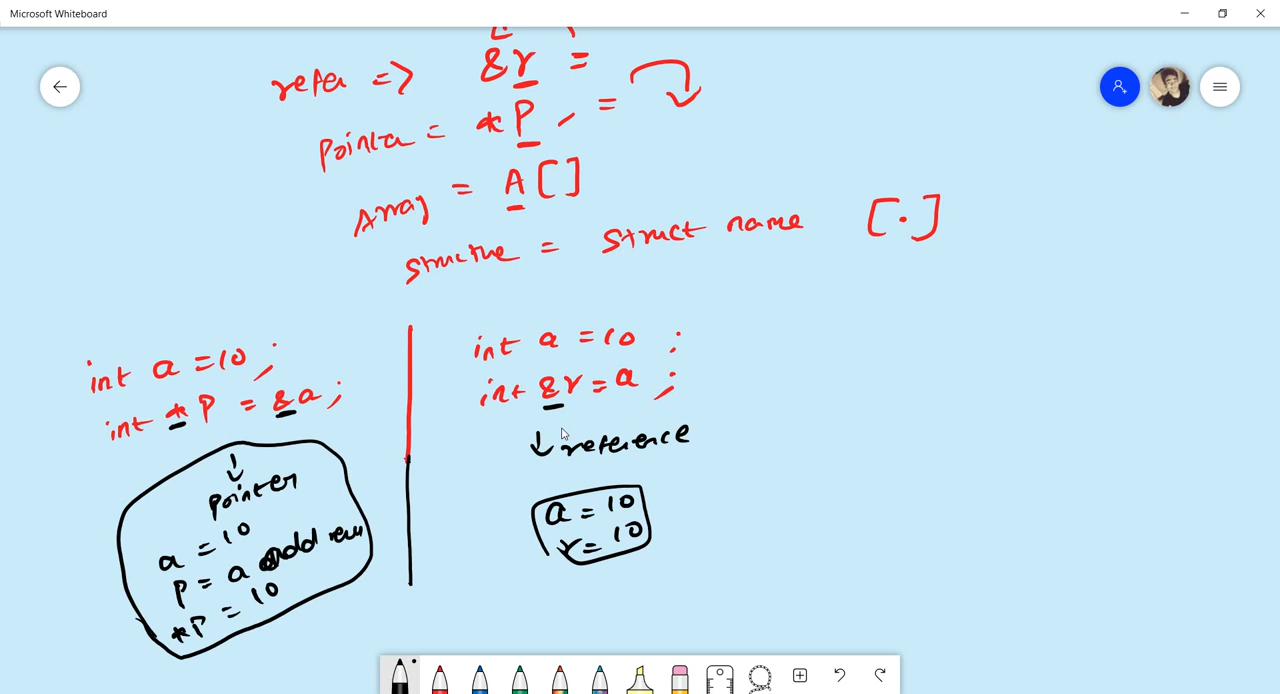 Microsoft Whiteboard
refer => &r =
Pointer = *P, =
Array = A[]
structure = struct name [.]
int a = 10;
int *P = &a;
pointer
a = 10
P = a address
*P = 10
int a = 10 ;
int &r = a ;
reference
a = 10
r = 10